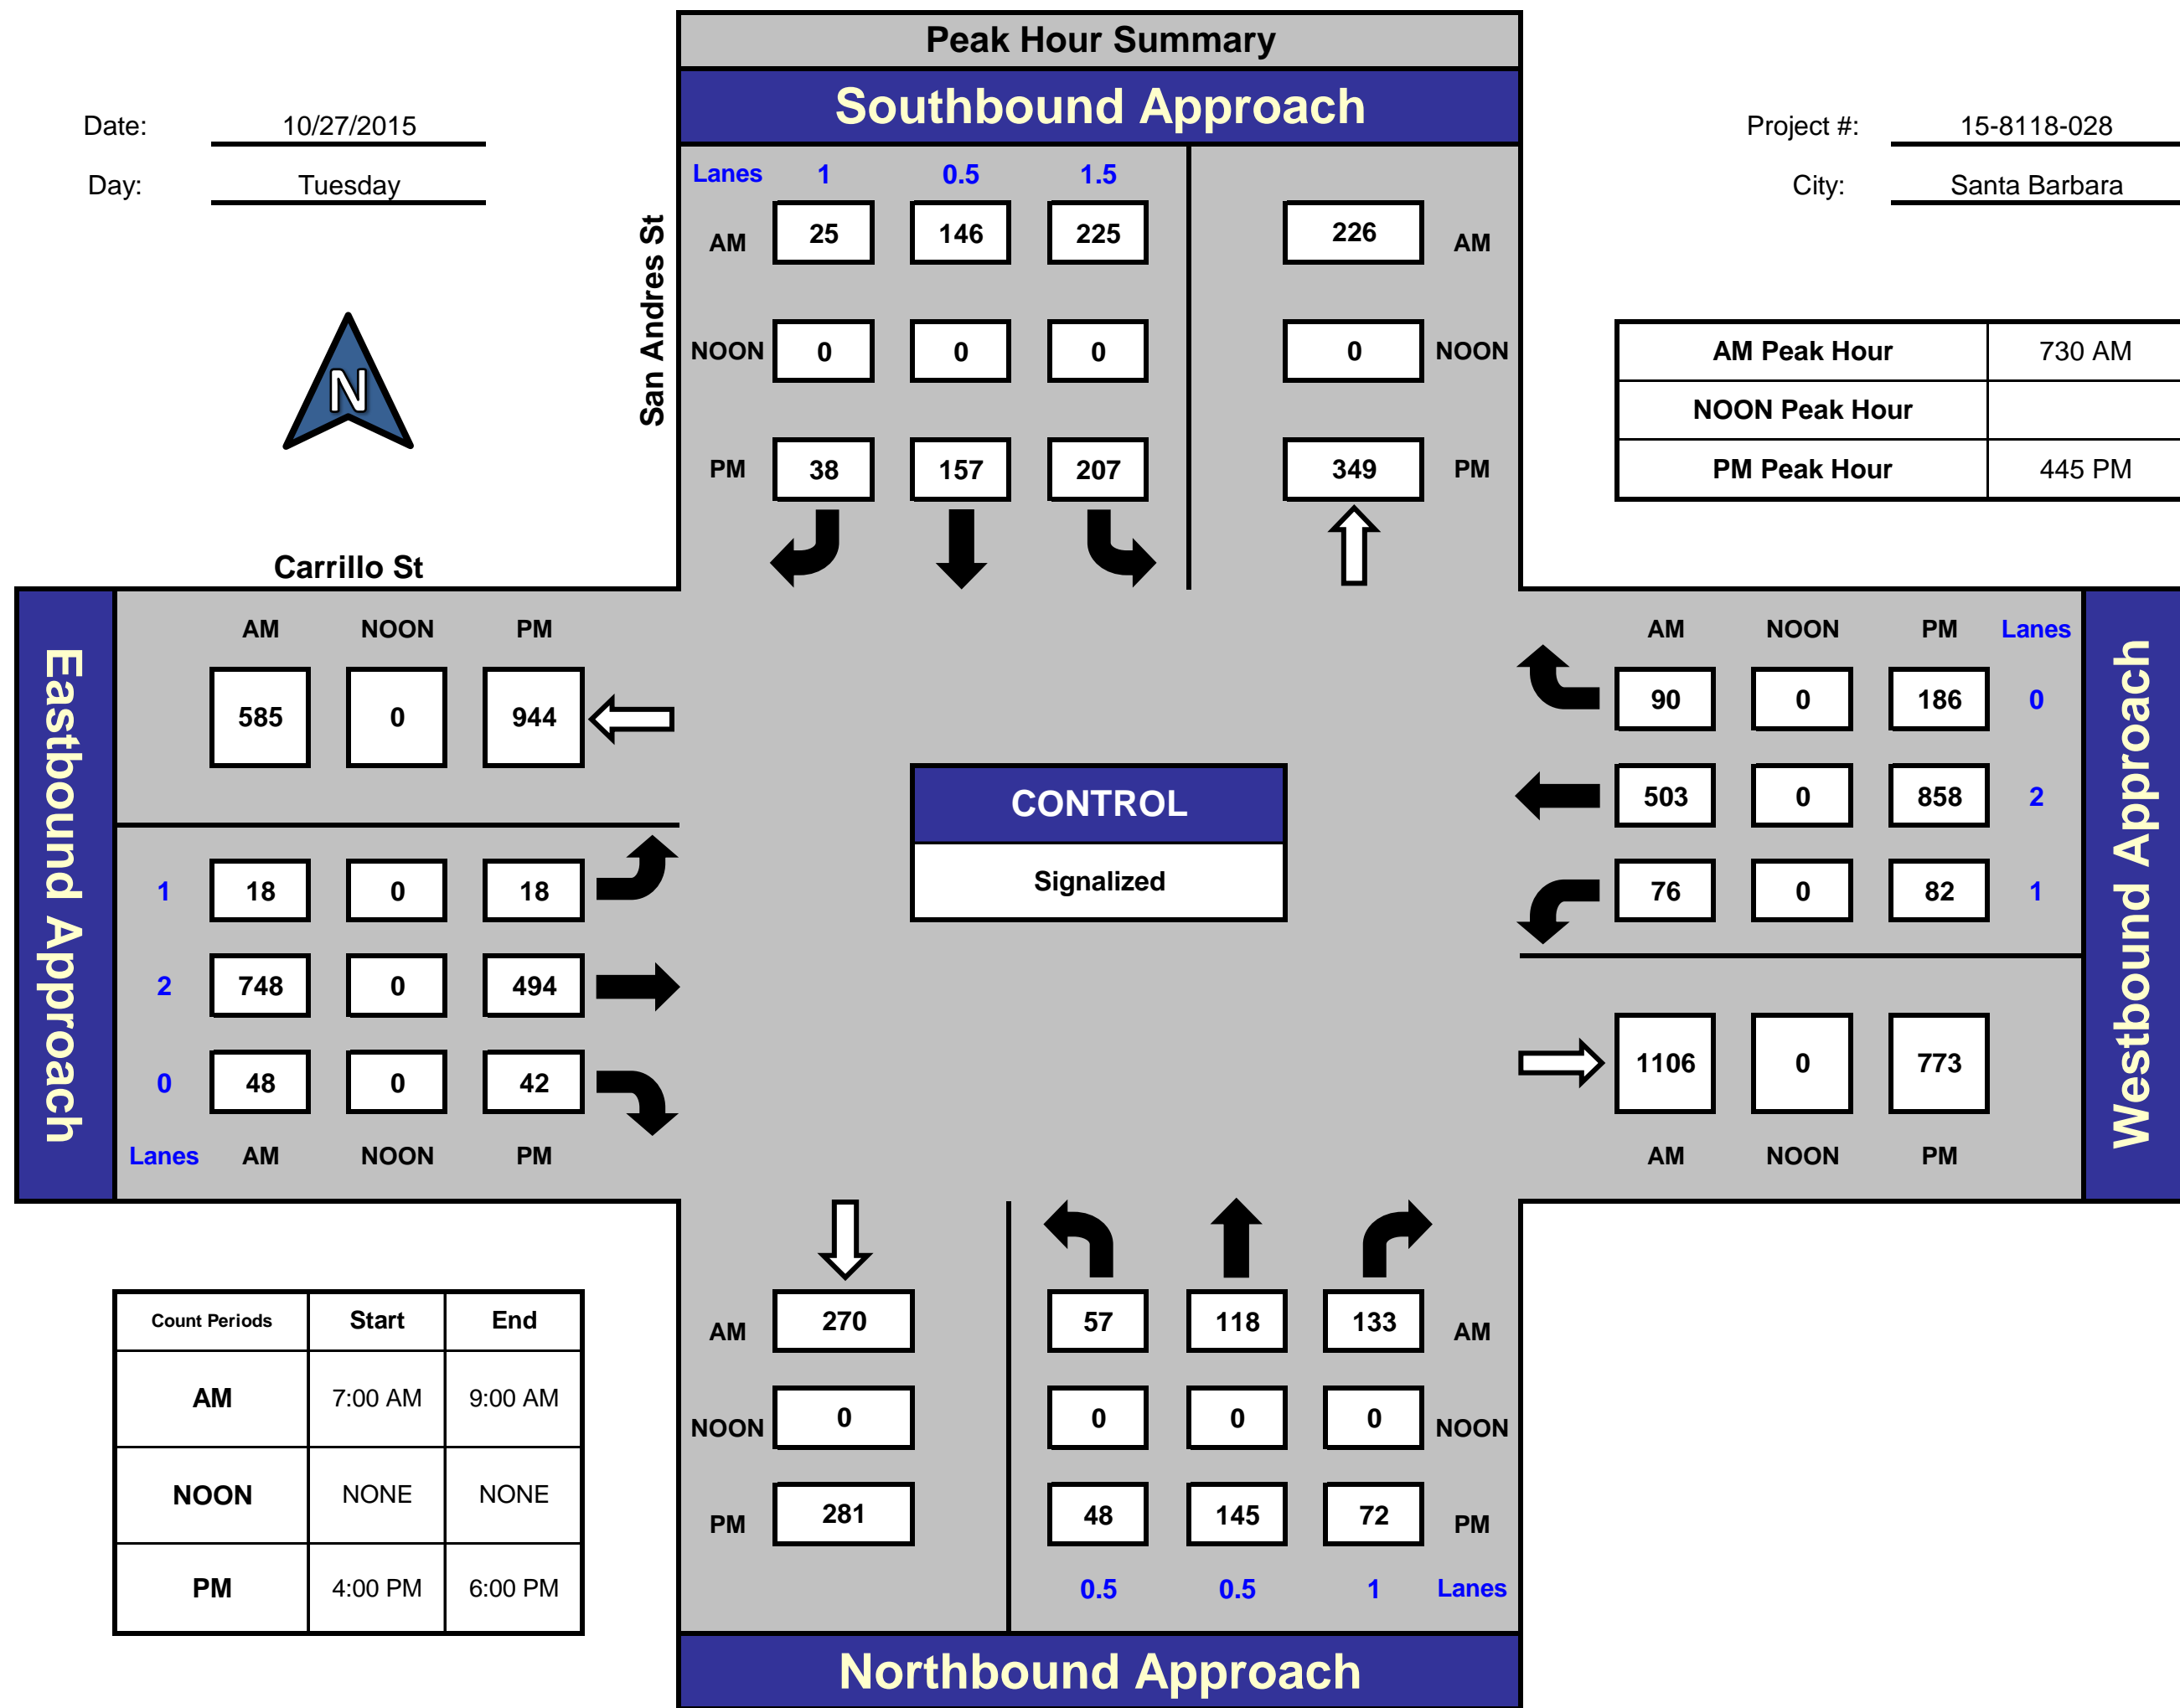 Peak Hour Summary
Southbound Approach
Date: 10/27/2015
Project #: 15-8118-028
Day: Tuesday
City: Santa Barbara
Lanes 1 0.5 1.5
AM 25 146 225 226 AM
San Andres St
N
NOON 0 0 0 0 NOON
PM 38 157 207 349 PM
AM Peak Hour 730 AM
NOON Peak Hour
PM Peak Hour 445 PM
Carrillo St
Eastbound Approach
AM NOON PM
585 0 944
1 18 0 18
2 748 0 494
0 48 0 42
Lanes AM NOON PM
CONTROL
Signalized
AM NOON PM Lanes
90 0 186 0
503 0 858 2
76 0 82 1
1106 0 773
AM NOON PM
Westbound Approach
Count Periods Start End
AM 7:00 AM 9:00 AM
NOON NONE NONE
PM 4:00 PM 6:00 PM
AM 270 57 118 133 AM
NOON 0 0 0 0 NOON
PM 281 48 145 72 PM
0.5 0.5 1 Lanes
Northbound Approach